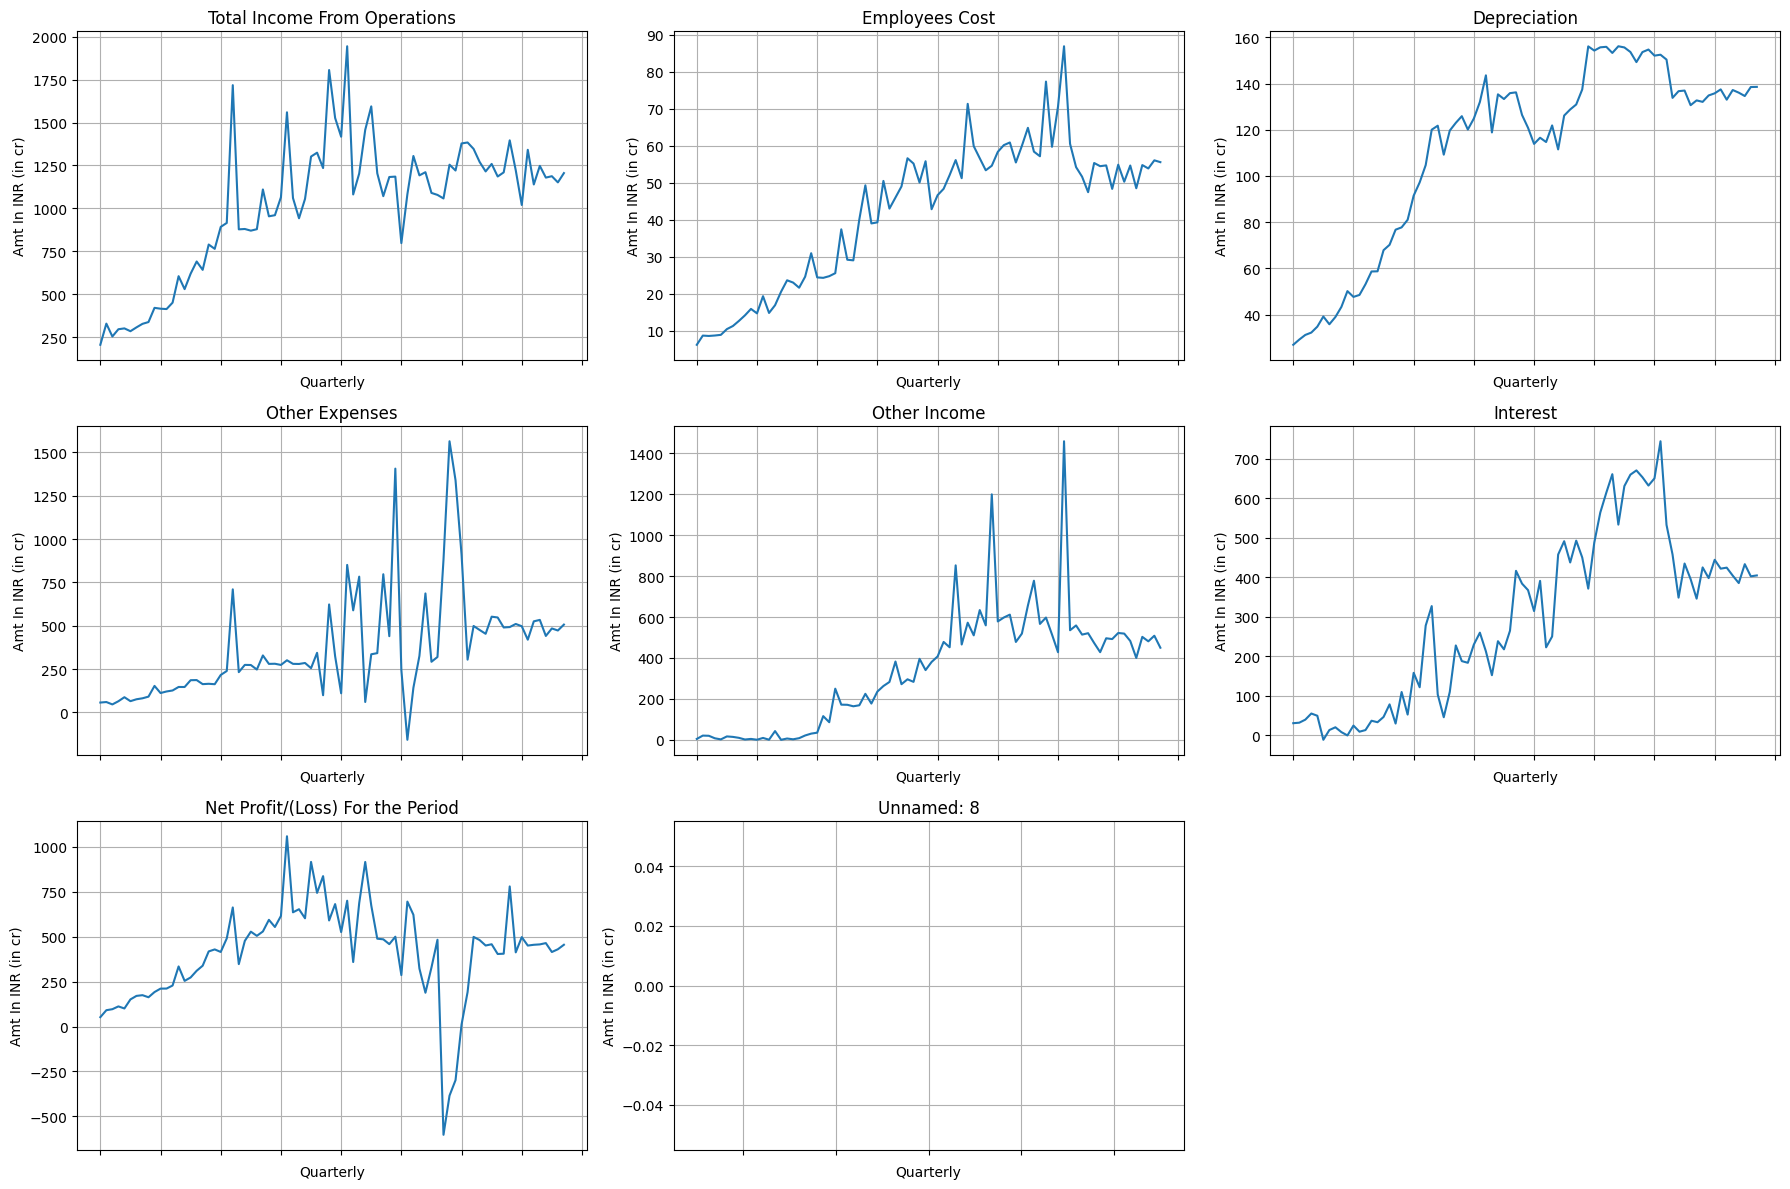 Total Income From Operations
Amt In INR (in cr)
2000
1750
1500
1250
1000
750
500
250
Quarterly
Employees Cost
Amt In INR (in cr)
90
80
70
60
50
40
30
20
10
Quarterly
Depreciation
Amt In INR (in cr)
160
140
120
100
80
60
40
Quarterly
Other Expenses
Amt In INR (in cr)
1500
1250
1000
750
500
250
0
Quarterly
Other Income
Amt In INR (in cr)
1400
1200
1000
800
600
400
200
0
Quarterly
Interest
Amt In INR (in cr)
700
600
500
400
300
200
100
0
Quarterly
Net Profit/(Loss) For the Period
Amt In INR (in cr)
1000
750
500
250
0
−250
−500
Quarterly
Unnamed: 8
Amt In INR (in cr)
0.04
0.02
0.00
−0.02
−0.04
Quarterly